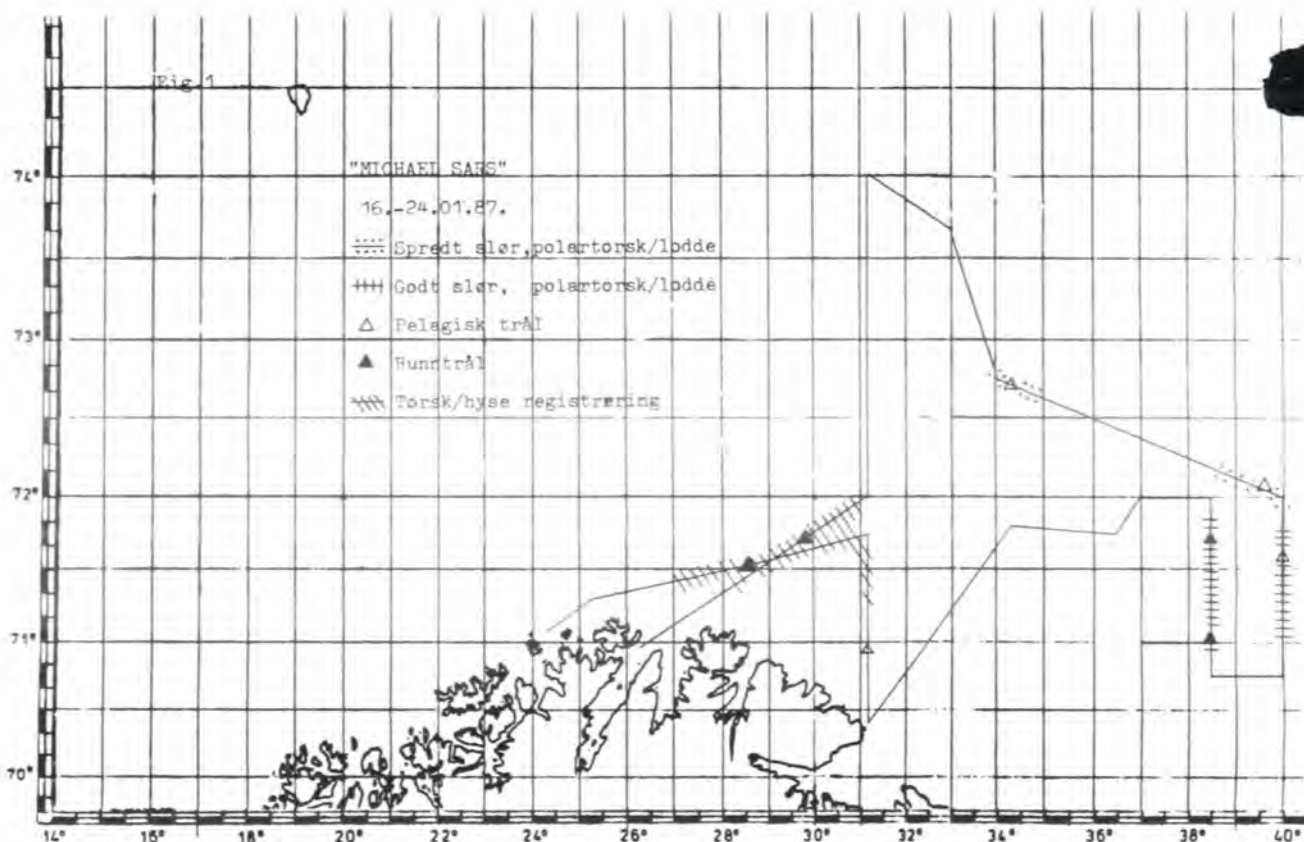 Fig 1
"MICHAEL SARS"
16.-24.01.87.
Spredt slør,polartorsk/lodde
Godt slør, polartorsk/lodde
Pelagisk trål
Bunntrål
Torsk/hyse registrering
74°
73°
72°
71°
70°
14° 15° 18° 20° 22° 24° 26° 28° 30° 32° 34° 36° 38° 40°